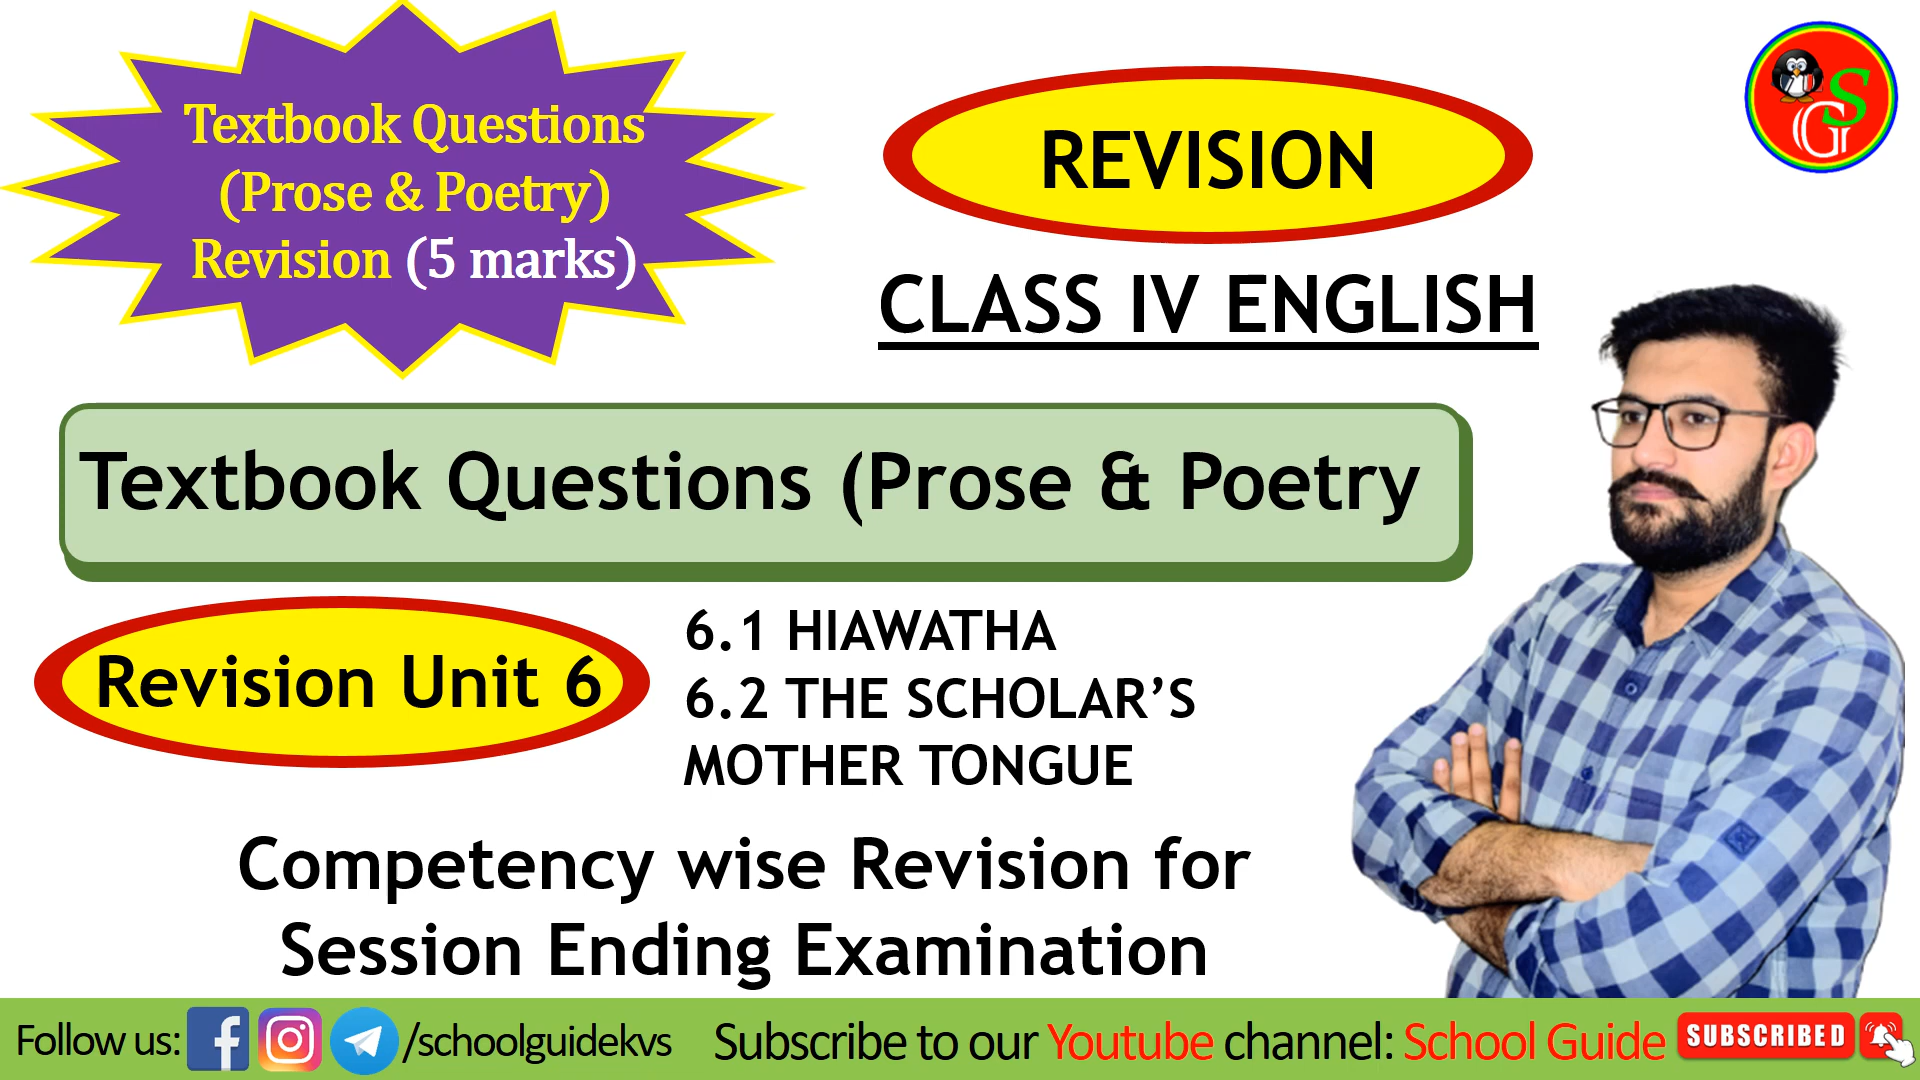 Textbook Questions
(Prose & Poetry)
Revision (5 marks)
REVISION
CLASS IV ENGLISH
SG
Textbook Questions (Prose & Poetry
Revision Unit 6
6.1 HIAWATHA
6.2 THE SCHOLAR’S
MOTHER TONGUE
Competency wise Revision for
Session Ending Examination
Follow us: /schoolguidekvs Subscribe to our Youtube channel: School Guide SUBSCRIBED